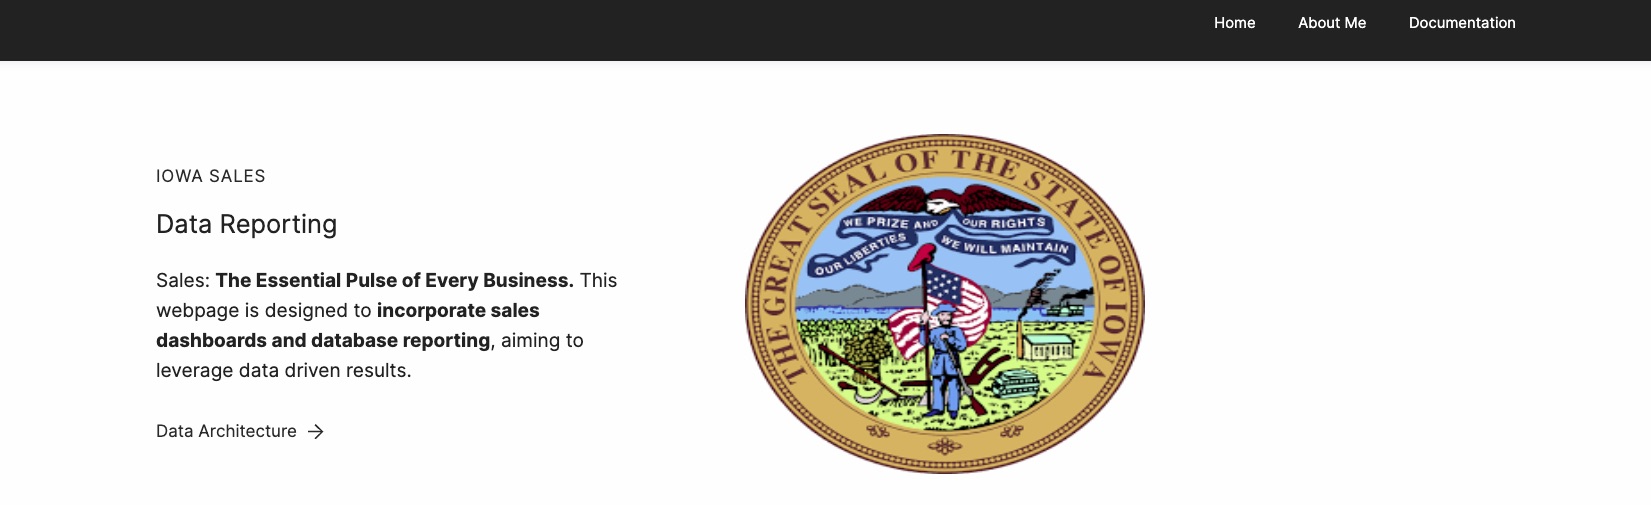 Home About Me Documentation
IOWA SALES
Data Reporting
Sales: The Essential Pulse of Every Business. This
webpage is designed to incorporate sales
dashboards and database reporting, aiming to
leverage data driven results.
Data Architecture →
THE GREAT SEAL OF THE STATE OF IOWA
WE PRIZE AND OUR RIGHTS
OUR LIBERTIES WE WILL MAINTAIN